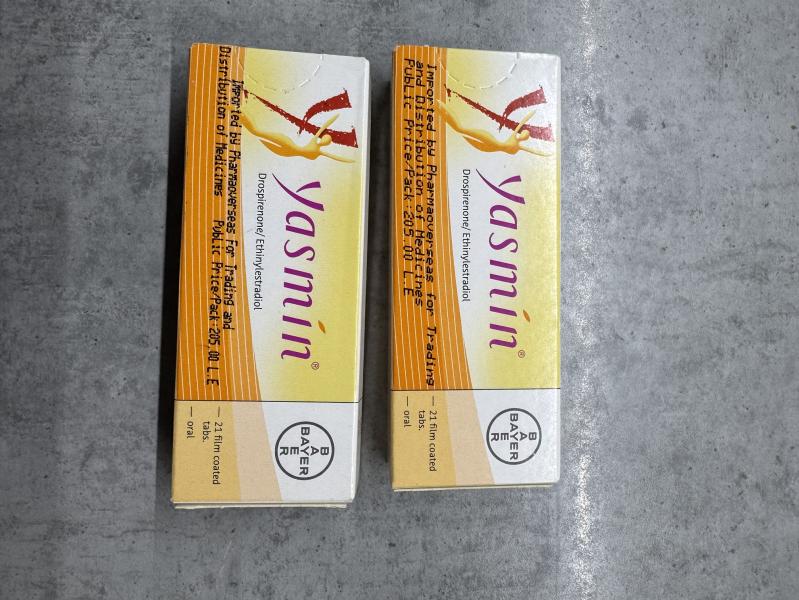 Imported by Pharmaoverseas For Trading and
Distribution of Medicines Public Price/Pack:205.00 L.E
Yasmin®
Drospirenone/ Ethinylestradiol
BAYER
BAYER
— 21 film coated
tabs.
— oral
Imported by Pharmaoverseas for Trading
and Distribution of Medicines
Public Price/Pack:205.00 L.E
Yasmin®
Drospirenone/ Ethinylestradiol
BAYER
BAYER
— 21 film coated
tabs.
— oral